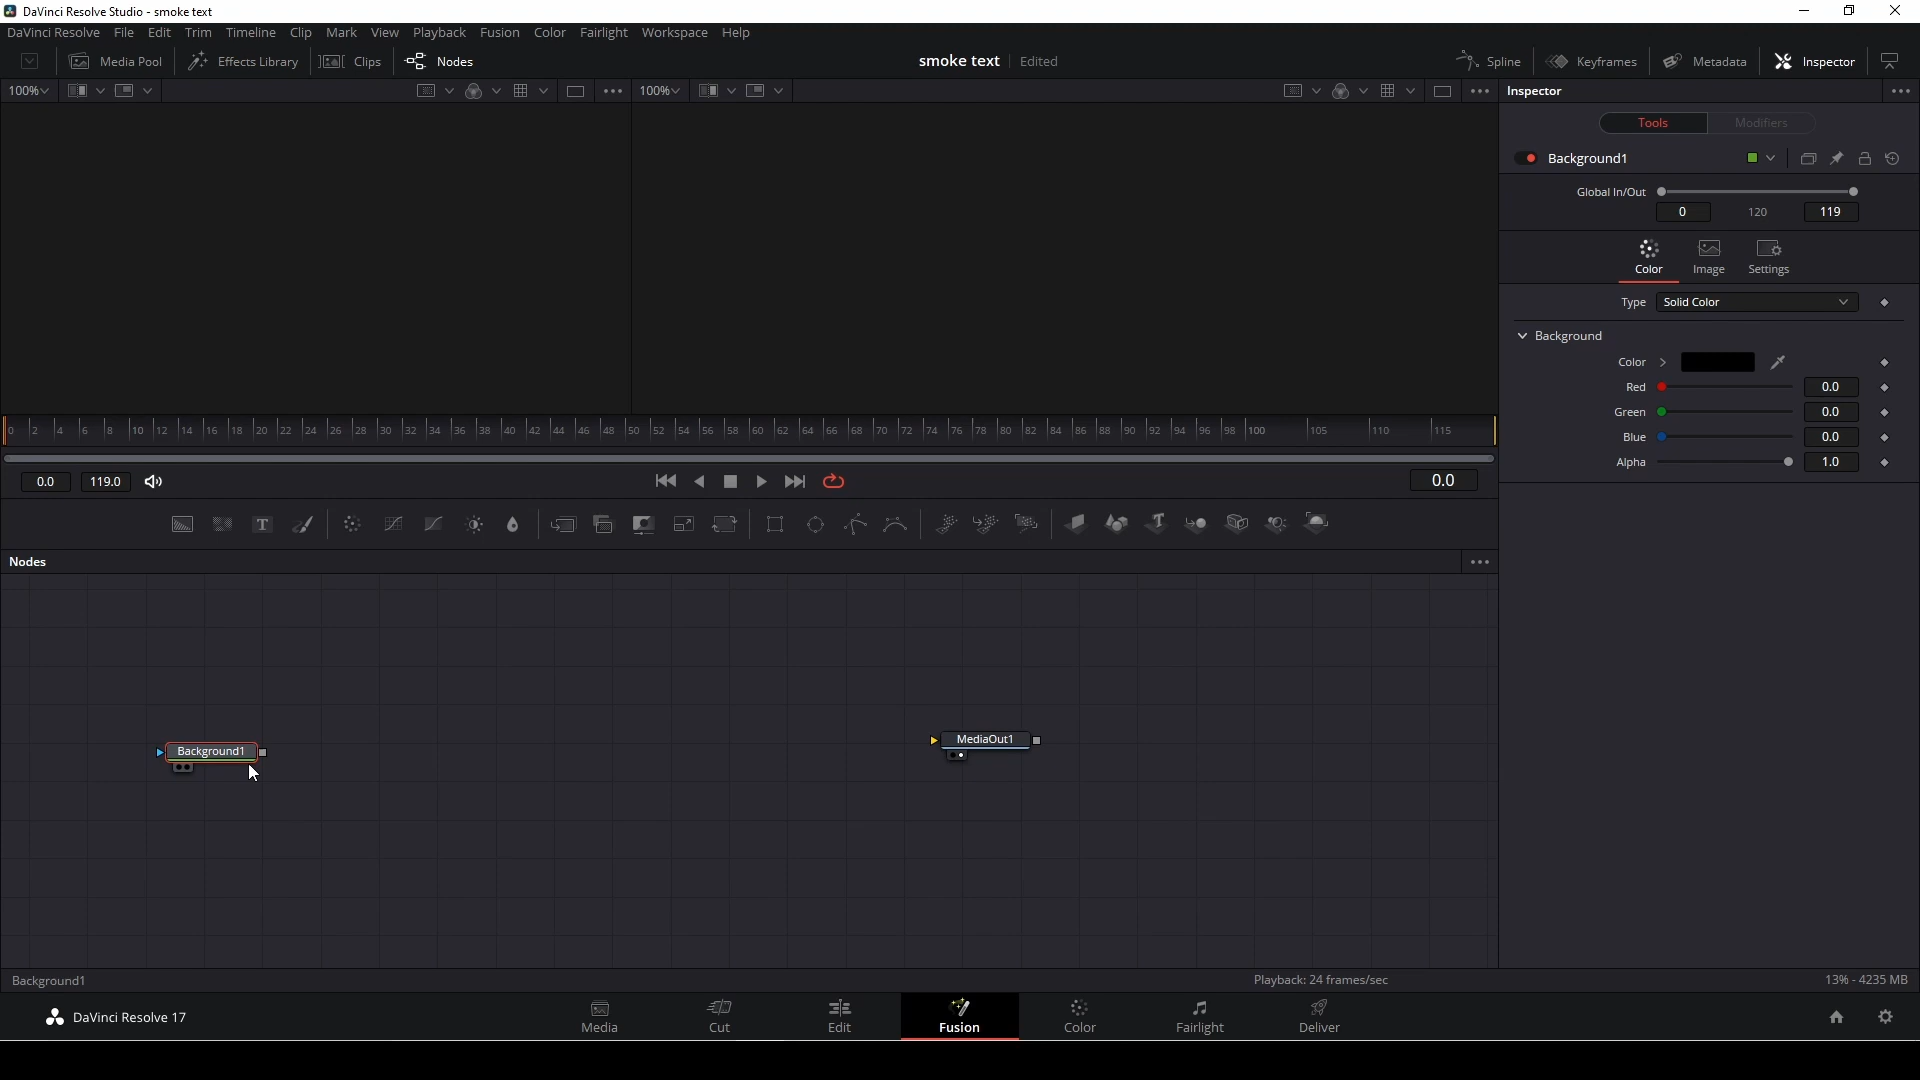 DaVinci Resolve Studio - smoke text
DaVinci Resolve File Edit Trim Timeline Clip Mark View Playback Fusion Color Fairlight Workspace Help
Media Pool Effects Library Clips Nodes smoke text Edited Spline Keyframes Metadata Inspector
100% 100% Inspector
Tools Modifiers
Background1
Global In/Out
0 120 119
Color Image Settings
Type Solid Color
Background
Color
Red 0.0
Green 0.0
Blue 0.0
Alpha 1.0
0 2 4 6 8 10 12 14 16 18 20 22 24 26 28 30 32 34 36 38 40 42 44 46 48 50 52 54 56 58 60 62 64 66 68 70 72 74 76 78 80 82 84 86 88 90 92 94 96 98 100 105 110 115
0.0 119.0 0.0
Nodes
Background1 MediaOut1
Background1 Playback: 24 frames/sec 13% - 4235 MB
DaVinci Resolve 17 Media Cut Edit Fusion Color Fairlight Deliver